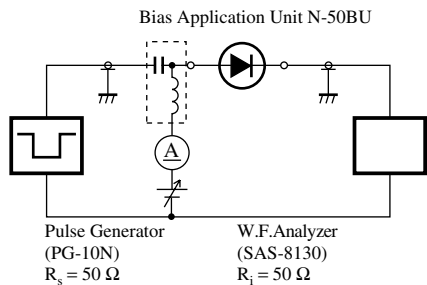 Bias Application Unit N-50BU
A
Pulse Generator
(PG-10N)
Rs = 50 Ω
W.F.Analyzer
(SAS-8130)
Ri = 50 Ω